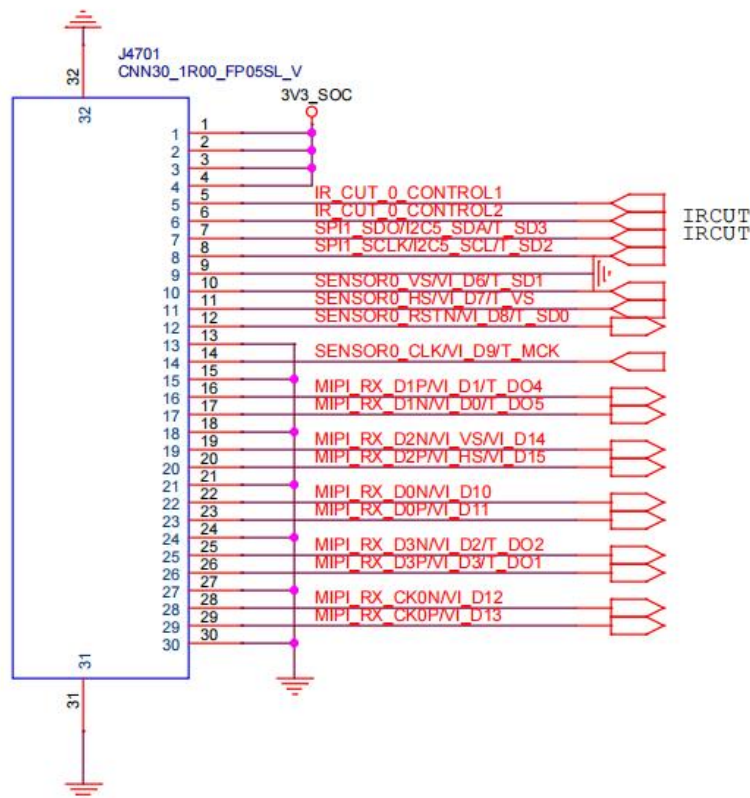 J4701
CNN30_1R00_FP05SL_V
3V3_SOC
32
32
1 1
2 2
3 3
4 4
5 5 IR_CUT_0_CONTROL1
6 6 IR_CUT_0_CONTROL2 IRCUT
7 7 SPI1_SDO/I2C5_SDA/T_SD3 IRCUT
8 8 SPI1_SCLK/I2C5_SCL/T_SD2
9 9
10 10 SENSOR0_VS/VI_D6/T_SD1
11 11 SENSOR0_HS/VI_D7/T_VS
12 12 SENSOR0_RSTN/VI_D8/T_SD0
13 13
14 14 SENSOR0_CLK/VI_D9/T_MCK
15 15
16 16 MIPI_RX_D1P/VI_D1/T_DO4
17 17 MIPI_RX_D1N/VI_D0/T_DO5
18 18
19 19 MIPI_RX_D2N/VI_VS/VI_D14
20 20 MIPI_RX_D2P/VI_HS/VI_D15
21 21
22 22 MIPI_RX_D0N/VI_D10
23 23 MIPI_RX_D0P/VI_D11
24 24
25 25 MIPI_RX_D3N/VI_D2/T_DO2
26 26 MIPI_RX_D3P/VI_D3/T_DO1
27 27
28 28 MIPI_RX_CK0N/VI_D12
29 29 MIPI_RX_CK0P/VI_D13
30 30
31
31